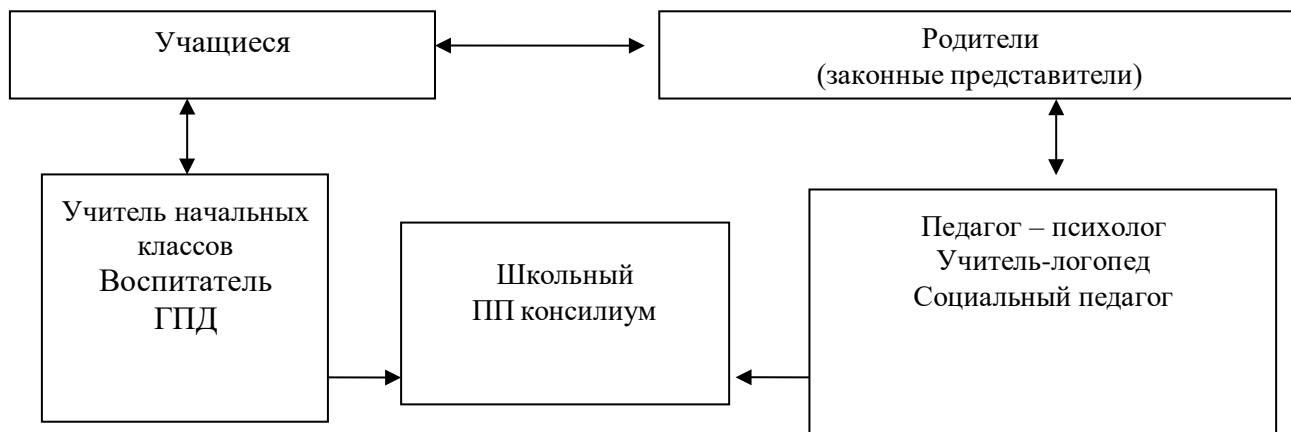 Учащиеся
Родители
(законные представители)
Учитель начальных
классов
Воспитатель
ГПД
Школьный
ПП консилиум
Педагог – психолог
Учитель-логопед
Социальный педагог